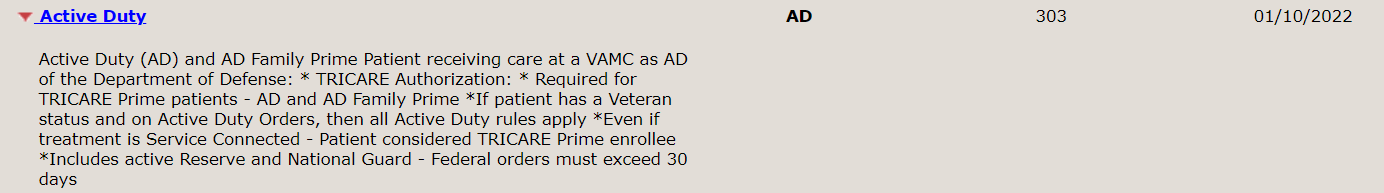 Active Duty AD 303 01/10/2022
Active Duty (AD) and AD Family Prime Patient receiving care at a VAMC as AD
of the Department of Defense: * TRICARE Authorization: * Required for
TRICARE Prime patients - AD and AD Family Prime *If patient has a Veteran
status and on Active Duty Orders, then all Active Duty rules apply *Even if
treatment is Service Connected - Patient considered TRICARE Prime enrollee
*Includes active Reserve and National Guard - Federal orders must exceed 30
days